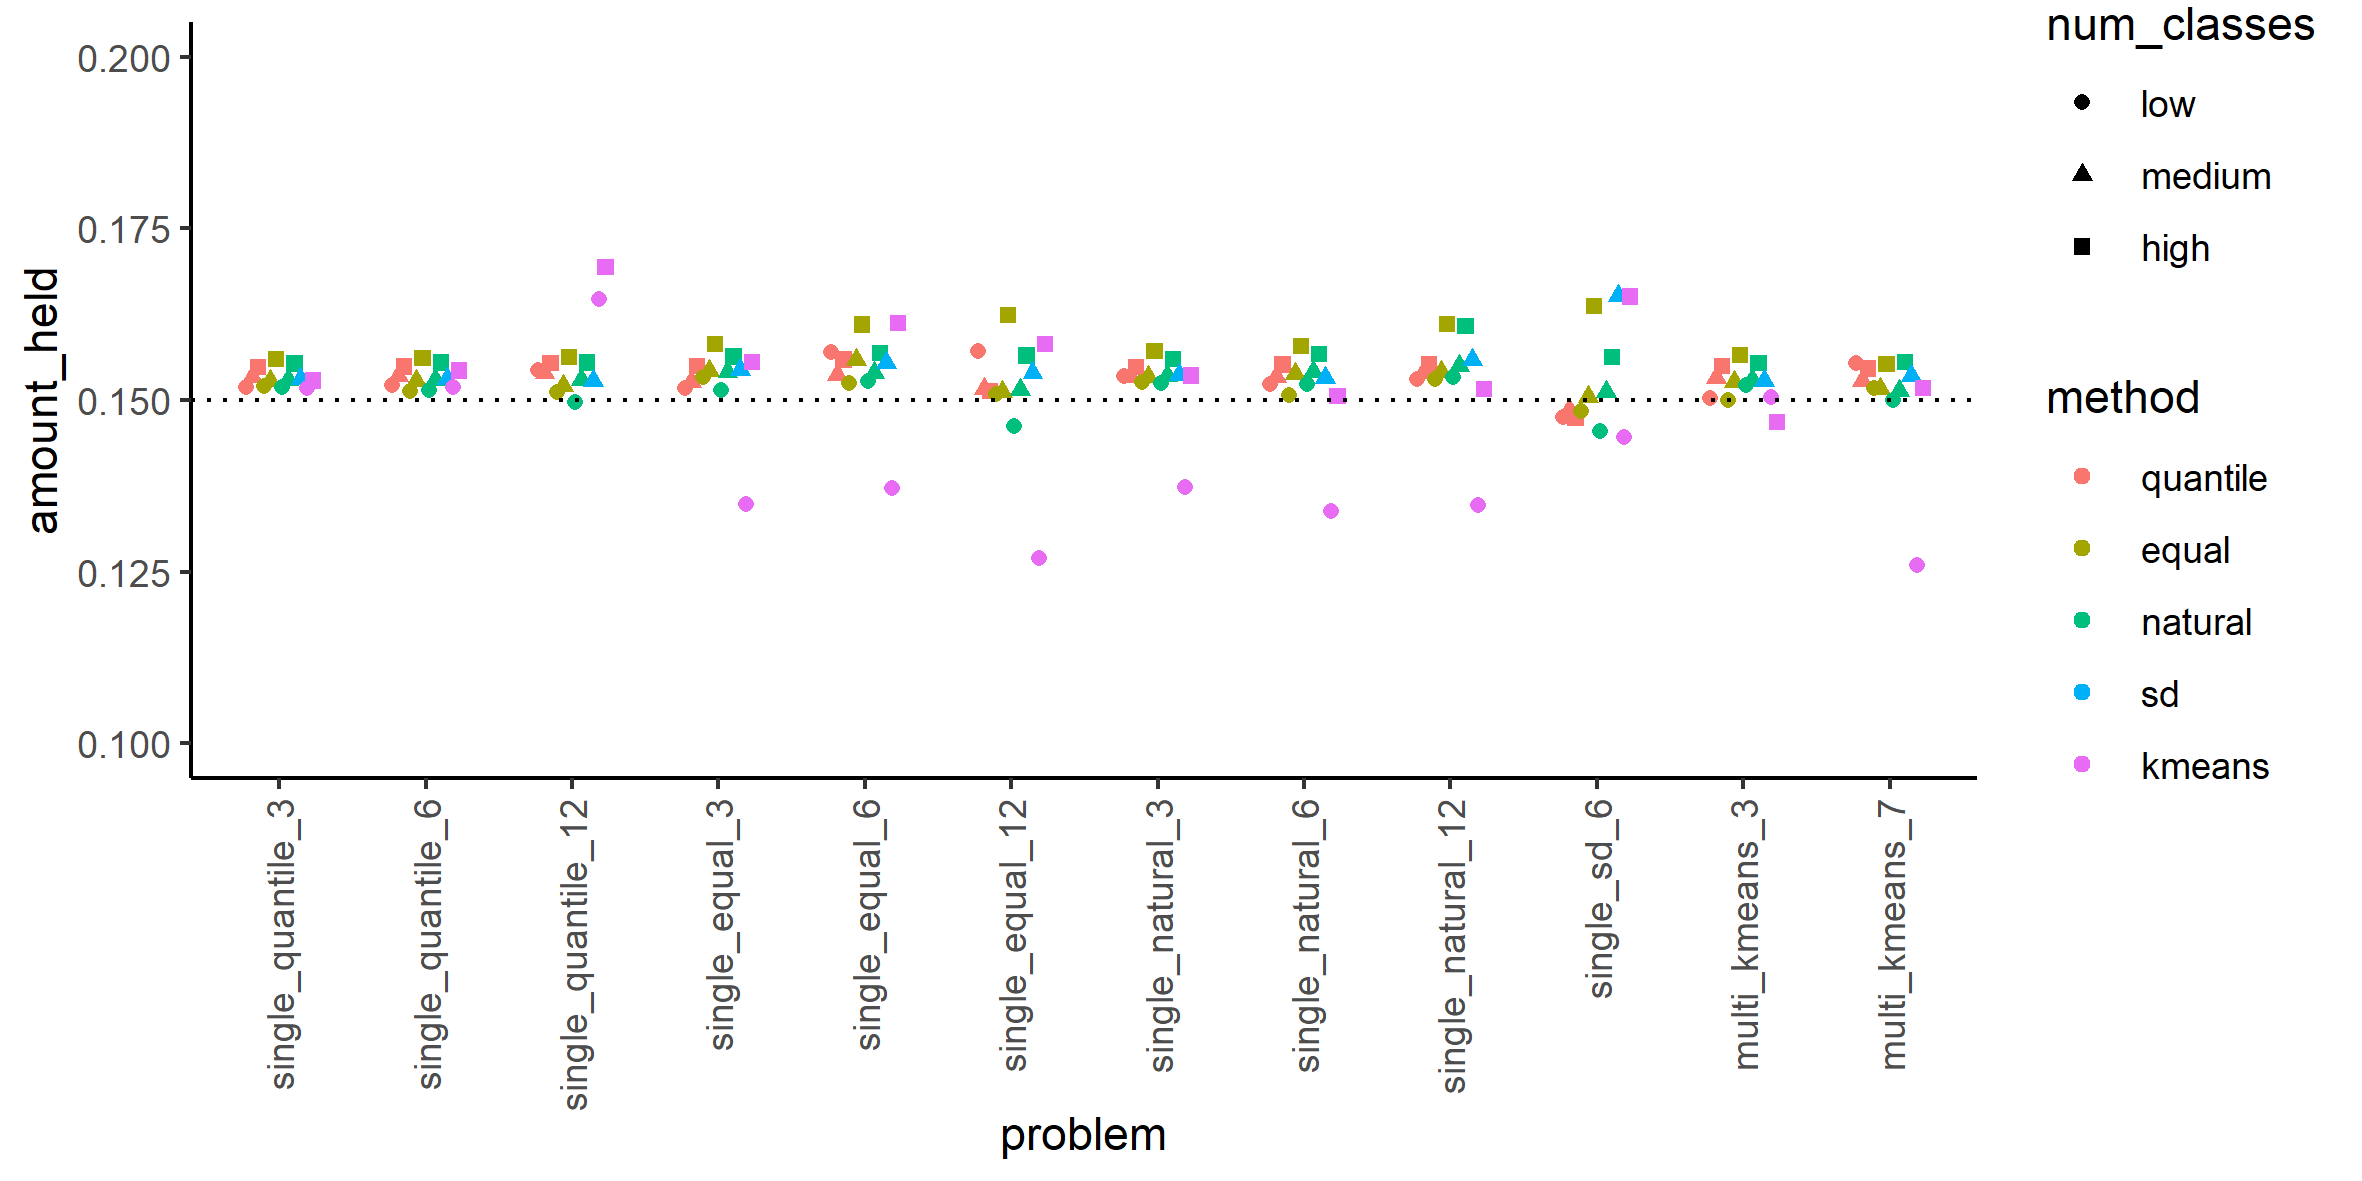 0.200
0.175
0.150
0.125
0.100
amount_held
single_quantile_3
single_quantile_6
single_quantile_12
single_equal_3
single_equal_6
single_equal_12
single_natural_3
single_natural_6
single_natural_12
single_sd_6
multi_kmeans_3
multi_kmeans_7
problem
num_classes
low
medium
high
method
quantile
equal
natural
sd
kmeans